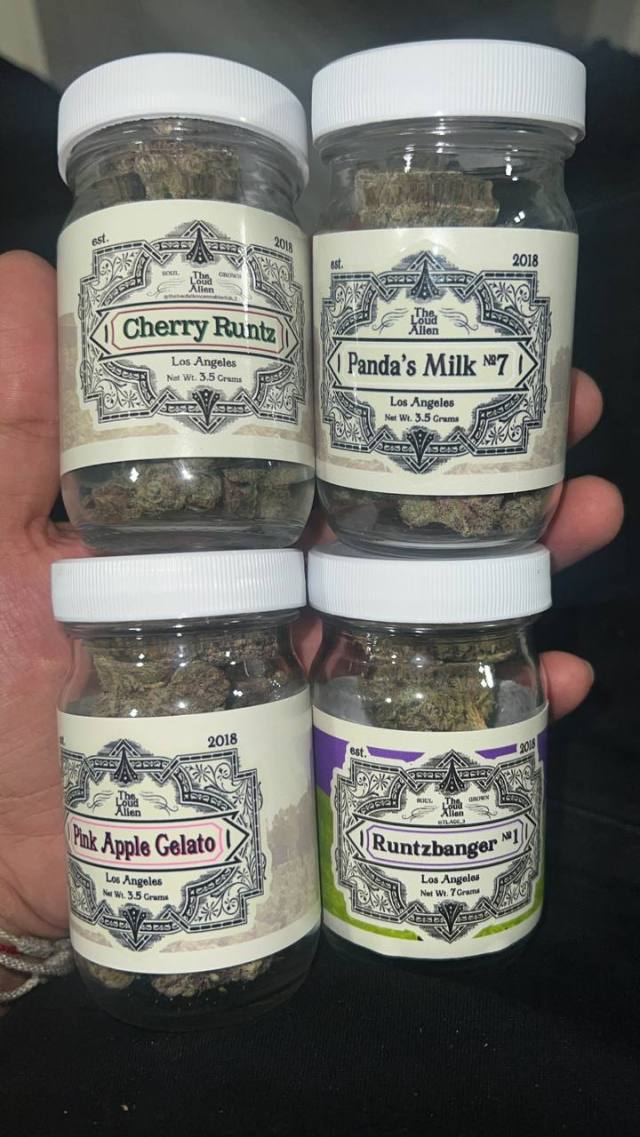 est. 2018
SOUL GROWN
The
Loud
Alien
Cherry Runtz
Los Angeles
Net Wt. 3.5 Grams
est. 2018
The
Loud
Alien
Panda's Milk №7
Los Angeles
Net Wt. 3.5 Grams
2018
The
Loud
Alien
Pink Apple Gelato
Los Angeles
Net Wt. 3.5 Grams
est. 2018
SOUL GROWN
The
Loud
Alien
Runtzbanger №1
Los Angeles
Net Wt. 7 Grams